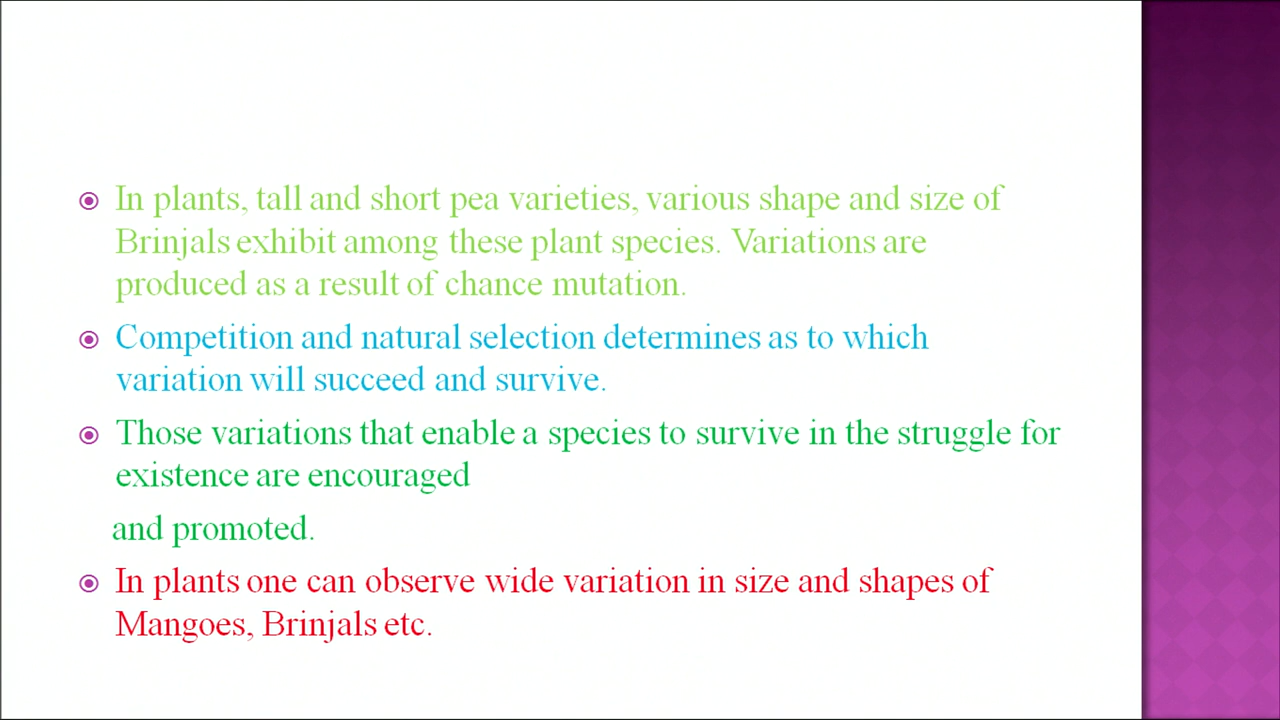 In plants, tall and short pea varieties, various shape and size of
Brinjals exhibit among these plant species. Variations are
produced as a result of chance mutation.
Competition and natural selection determines as to which
variation will succeed and survive.
Those variations that enable a species to survive in the struggle for
existence are encouraged
and promoted.
In plants one can observe wide variation in size and shapes of
Mangoes, Brinjals etc.